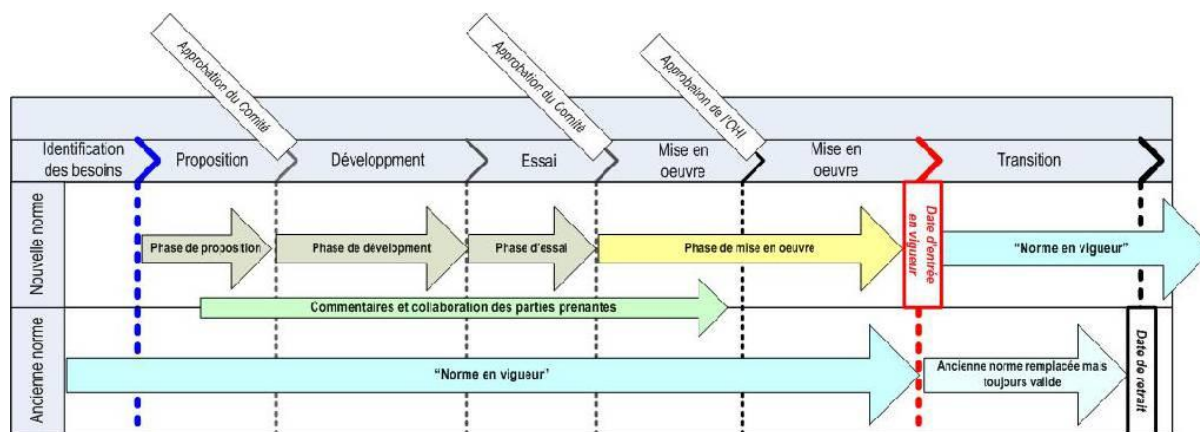 Approbation du Comité
Approbation du Comité
Approbation de l'OHI
Identification
des besoins
Proposition
Développment
Essai
Mise en
oeuvre
Mise en
oeuvre
Transition
Nouvelle norme
Phase de proposition
Phase de dévelopment
Phase d'essai
Phase de mise en oeuvre
Date d'entrée
en vigueur
"Norme en vigueur"
Commentaires et collaboration des parties prenantes
Ancienne norme
"Norme en vigueur"
Ancienne norme remplacée mais
toujours valide
Date de retrait